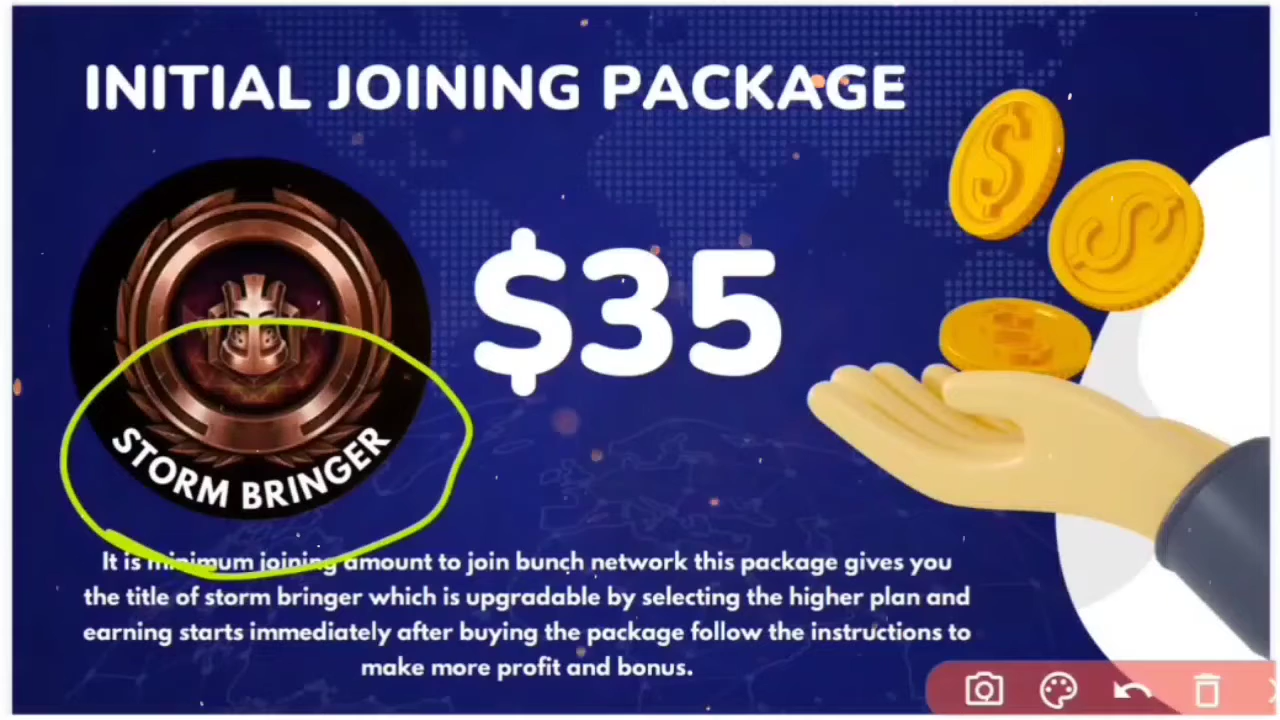 INITIAL JOINING PACKAGE
$35
STORM BRINGER
It is minimum joining amount to join bunch network this package gives you
the title of storm bringer which is upgradable by selecting the higher plan and
earning starts immediately after buying the package follow the instructions to
make more profit and bonus.